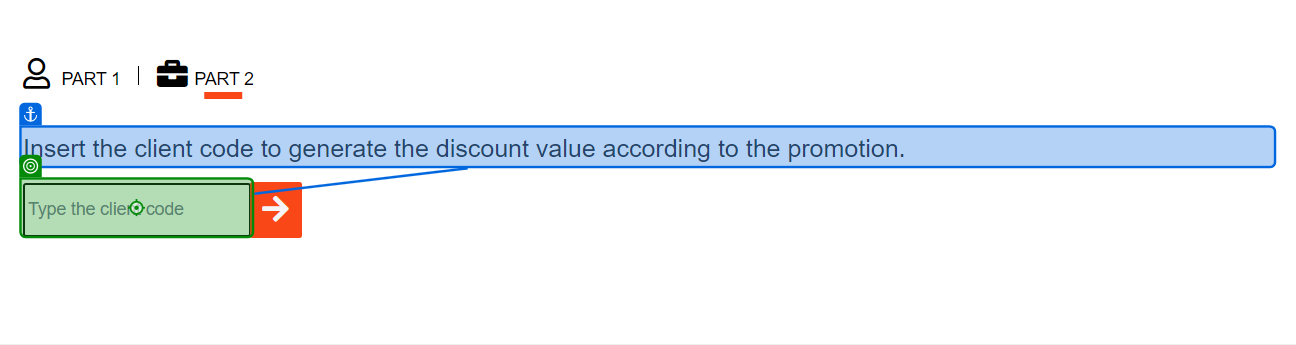 PART 1 | PART 2
Insert the client code to generate the discount value according to the promotion.
Type the client code